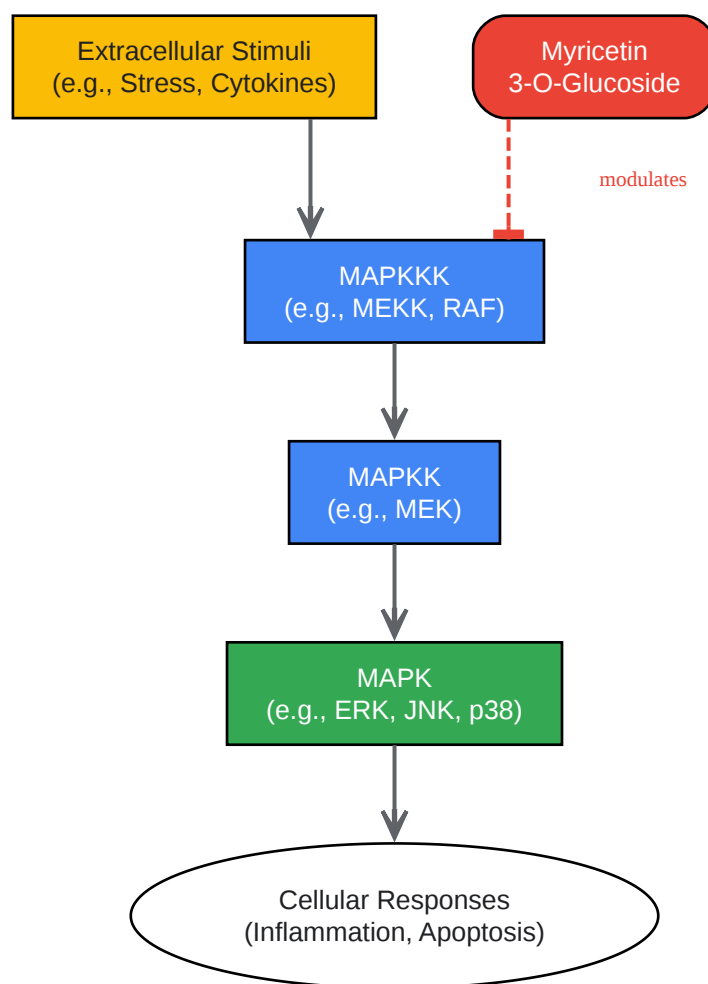 Extracellular Stimuli
(e.g., Stress, Cytokines)
Myricetin
3-O-Glucoside
modulates
MAPKKK
(e.g., MEKK, RAF)
MAPKK
(e.g., MEK)
MAPK
(e.g., ERK, JNK, p38)
Cellular Responses
(Inflammation, Apoptosis)